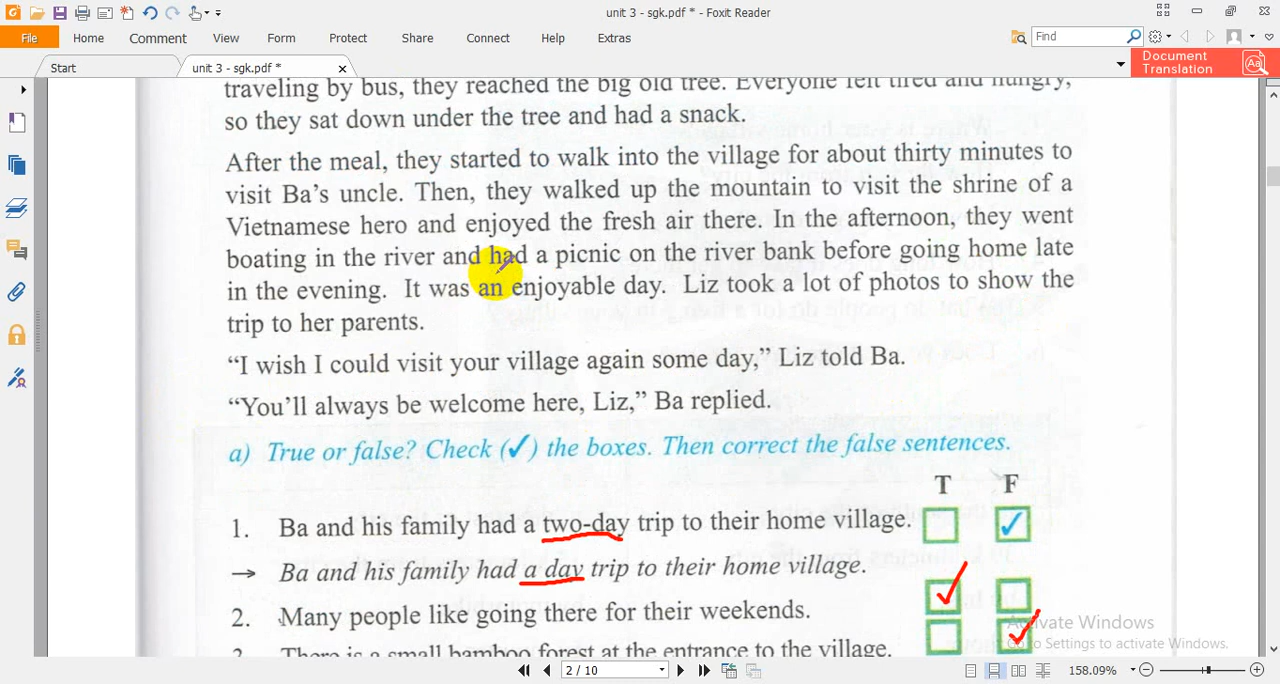 unit 3 - sgk.pdf * - Foxit Reader
File Home Comment View Form Protect Share Connect Help Extras Find
Start unit 3 - sgk.pdf * Document Translation
traveling by bus, they reached the big old tree. Everyone felt tired and hungry,
so they sat down under the tree and had a snack.
After the meal, they started to walk into the village for about thirty minutes to
visit Ba's uncle. Then, they walked up the mountain to visit the shrine of a
Vietnamese hero and enjoyed the fresh air there. In the afternoon, they went
boating in the river and had a picnic on the river bank before going home late
in the evening. It was an enjoyable day. Liz took a lot of photos to show the
trip to her parents.
“I wish I could visit your village again some day,” Liz told Ba.
“You'll always be welcome here, Liz,” Ba replied.
a) True or false? Check (✓) the boxes. Then correct the false sentences.
T F
1. Ba and his family had a two-day trip to their home village.
→ Ba and his family had a day trip to their home village.
2. Many people like going there for their weekends.
3. There is a small bamboo forest at the entrance to the village.
Activate Windows
Go to Settings to activate Windows.
2 / 10 158.09%